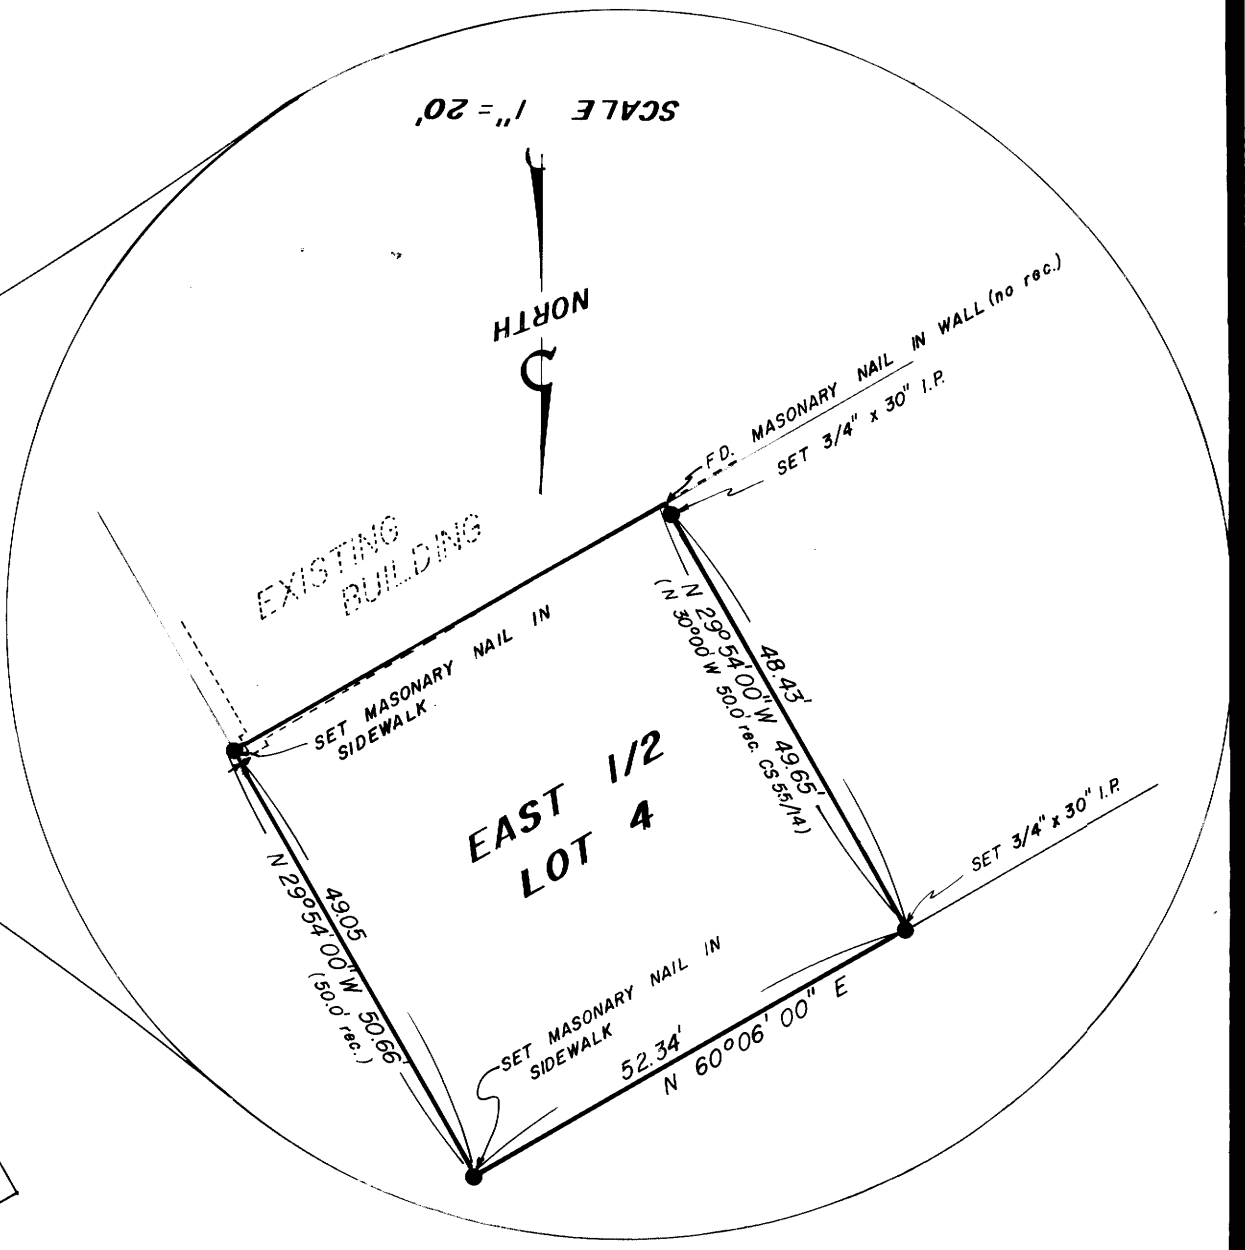 SCALE 1"=20'
NORTH
FD. MASONARY NAIL IN WALL (no rec.)
SET 3/4" x 30" I.P.
EXISTING
BUILDING
SET MASONARY NAIL IN
SIDEWALK
48.43'
N 29°54'00"W 49.65'
(N 30°00'W 50.0' rec. CS 55/14)
EAST 1/2
LOT 4
SET 3/4" x 30" I.P.
49.05
N 29°54'00"W 50.66'
(50.0' rec.)
SET MASONARY NAIL IN
SIDEWALK
52.34'
N 60°06'00" E